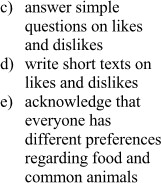 c) answer simple
questions on likes
and dislikes
d) write short texts on
likes and dislikes
e) acknowledge that
everyone has
different preferences
regarding food and
common animals